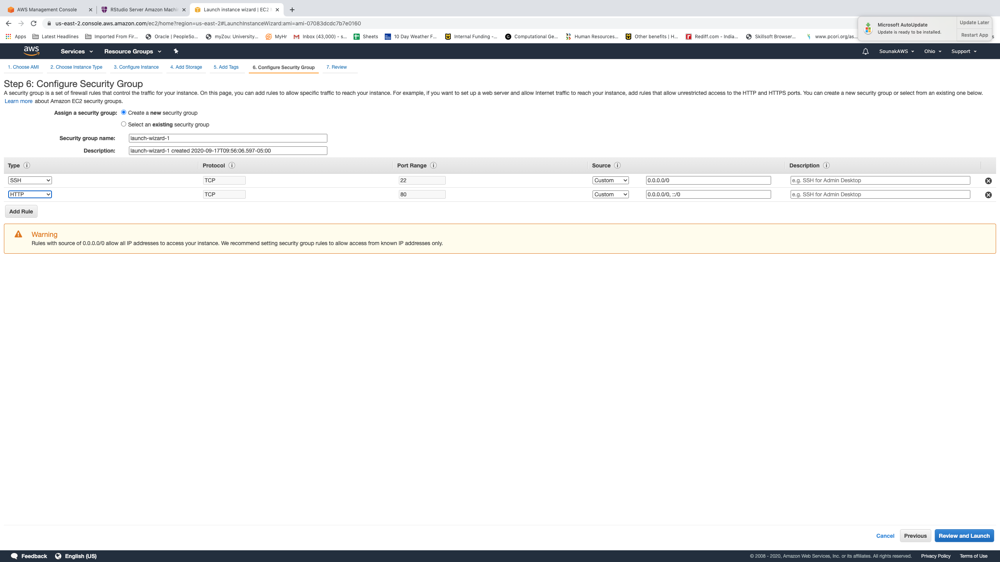 AWS Management Console
RStudio Server Amazon Machi
Launch instance wizard | EC2
us-east-2.console.aws.amazon.com/ec2/home?region=us-east-2#LaunchInstanceWizard:ami=ami-07083dcdc7b7e0160
Microsoft AutoUpdate
Update is ready to be installed.
Update Later
Restart App
Apps Latest Headlines Imported From Fir... Oracle | PeopleSo... myZou: University... MyHr Inbox (43,000) - s... Sheets 10 Day Weather F... Internal Funding -... Computational Ge... Human Resources... Other benefits | H... Rediff.com - India... Skillsoft Browser... www.pcori.org/as...
aws Services Resource Groups SounakAWS Ohio Support
1. Choose AMI 2. Choose Instance Type 3. Configure Instance 4. Add Storage 5. Add Tags 6. Configure Security Group 7. Review
Step 6: Configure Security Group
A security group is a set of firewall rules that control the traffic for your instance. On this page, you can add rules to allow specific traffic to reach your instance. For example, if you want to set up a web server and allow Internet traffic to reach your instance, add rules that allow unrestricted access to the HTTP and HTTPS ports. You can create a new security group or select from an existing one below.
Learn more about Amazon EC2 security groups.
Assign a security group: Create a new security group
Select an existing security group
Security group name: launch-wizard-1
Description: launch-wizard-1 created 2020-09-17T09:56:06.597-05:00
Type Protocol Port Range Source Description
SSH TCP 22 Custom 0.0.0.0/0 e.g. SSH for Admin Desktop
HTTP TCP 80 Custom 0.0.0.0/0, ::/0 e.g. SSH for Admin Desktop
Add Rule
Warning
Rules with source of 0.0.0.0/0 allow all IP addresses to access your instance. We recommend setting security group rules to allow access from known IP addresses only.
Cancel Previous Review and Launch
Feedback English (US) © 2008 - 2020, Amazon Web Services, Inc. or its affiliates. All rights reserved. Privacy Policy Terms of Use